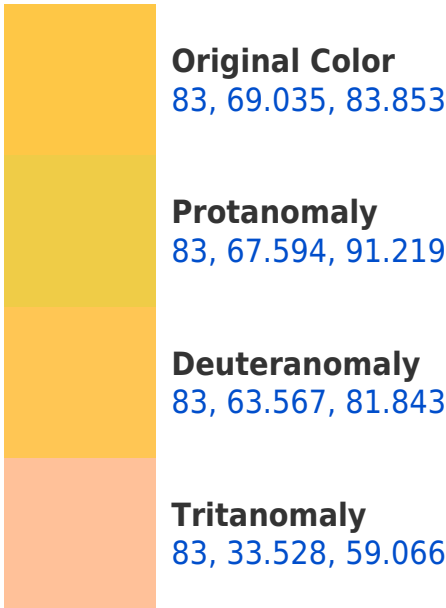 Original Color
83, 69.035, 83.853
Protanomaly
83, 67.594, 91.219
Deuteranomaly
83, 63.567, 81.843
Tritanomaly
83, 33.528, 59.066